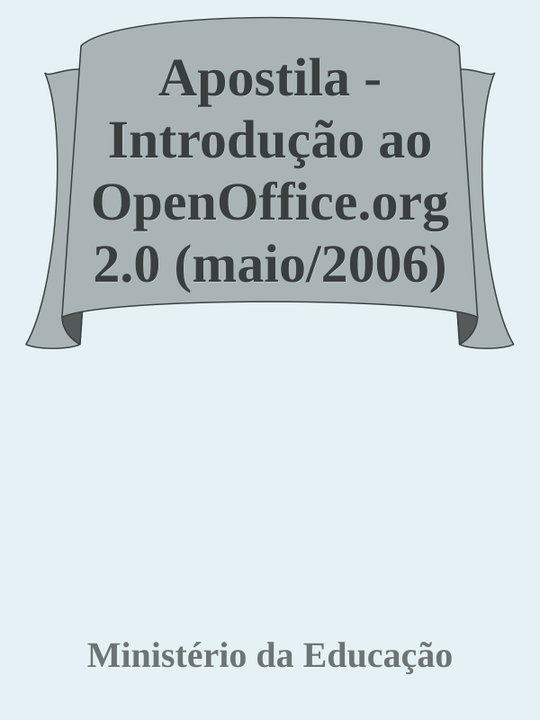 Apostila -
Introdução ao
OpenOffice.org
2.0 (maio/2006)
Ministério da Educação